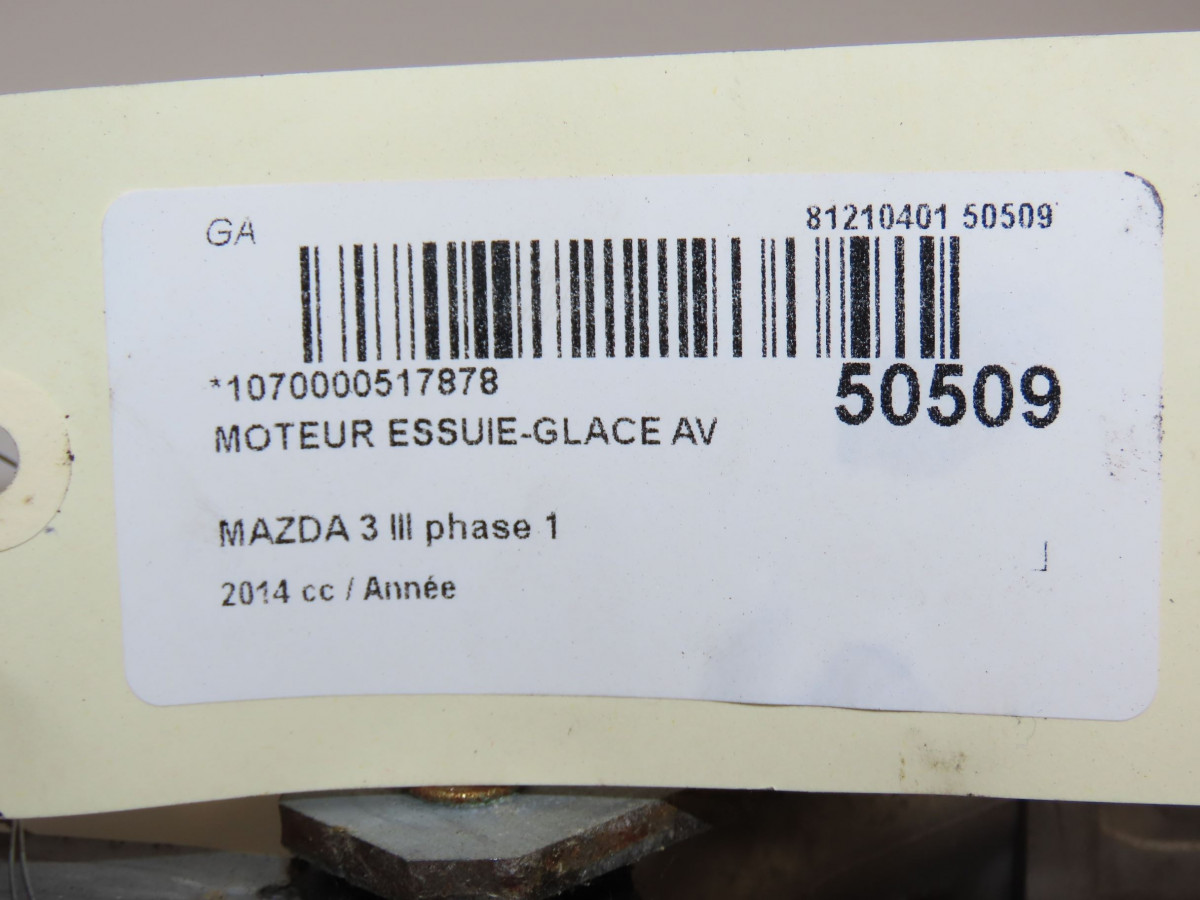 GA
81210401 50509
*1070000517878
50509
MOTEUR ESSUIE-GLACE AV
MAZDA 3 III phase 1
2014 cc / Année